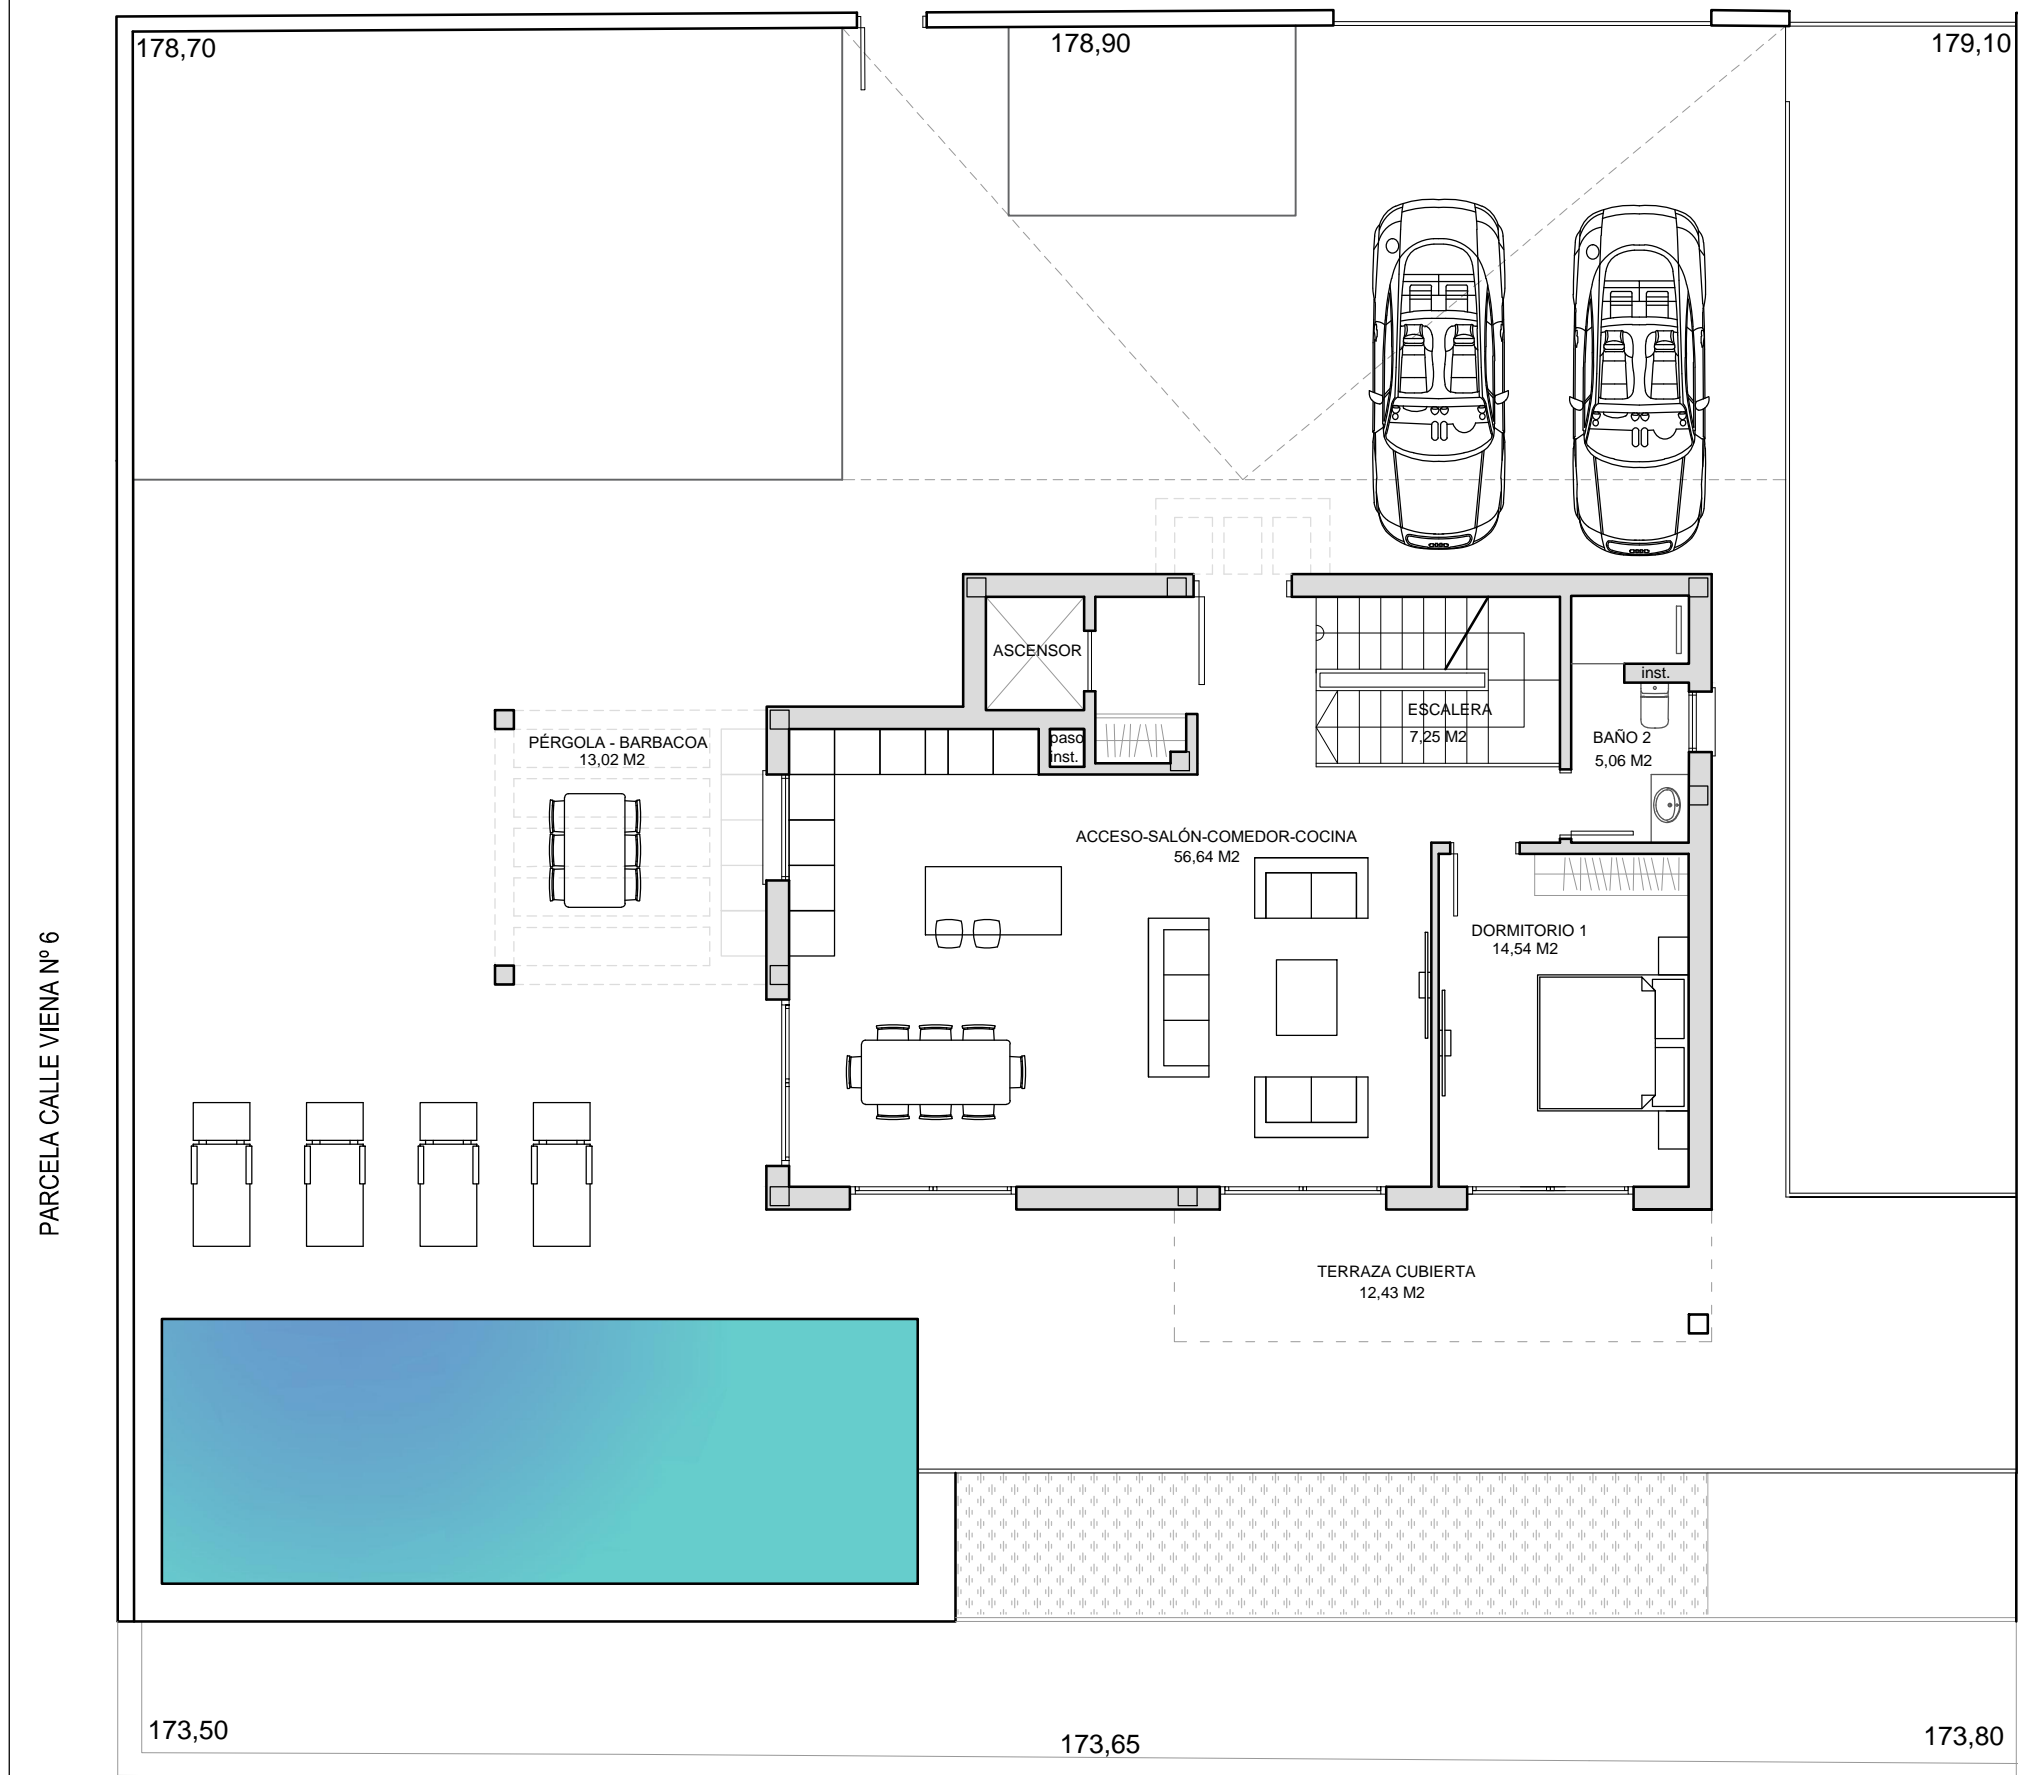 178,70
178,90
179,10
ASCENSOR
inst.
ESCALERA
7,25 M2
PÉRGOLA - BARBACOA
13,02 M2
paso
inst.
BAÑO 2
5,06 M2
ACCESO-SALÓN-COMEDOR-COCINA
56,64 M2
DORMITORIO 1
14,54 M2
PARCELA CALLE VIENA Nº 6
TERRAZA CUBIERTA
12,43 M2
173,50
173,65
173,80